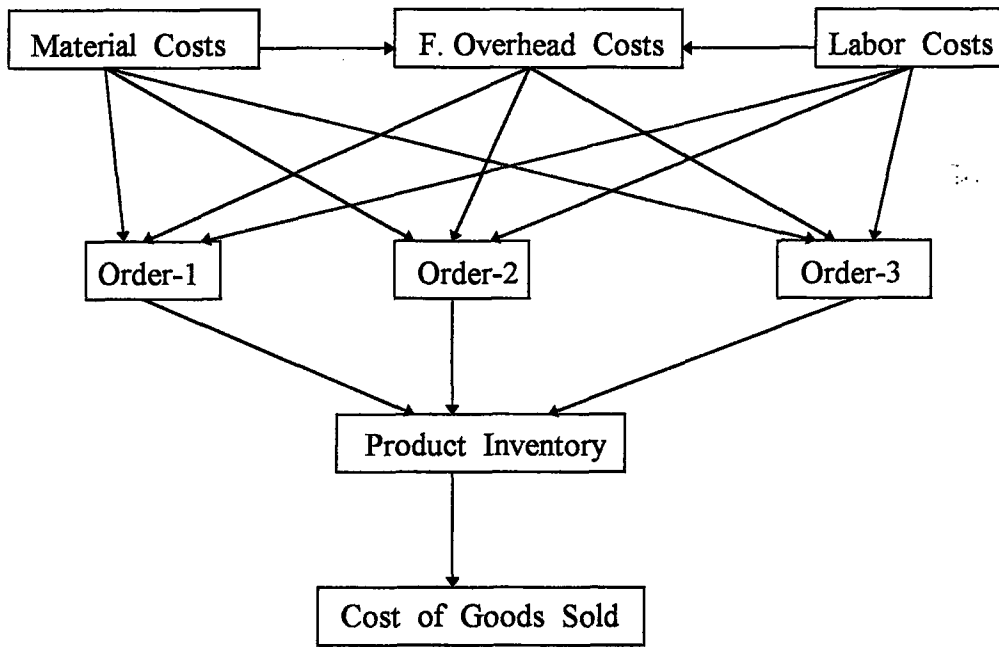 Material Costs
F. Overhead Costs
Labor Costs
Order-1
Order-2
Order-3
Product Inventory
Cost of Goods Sold